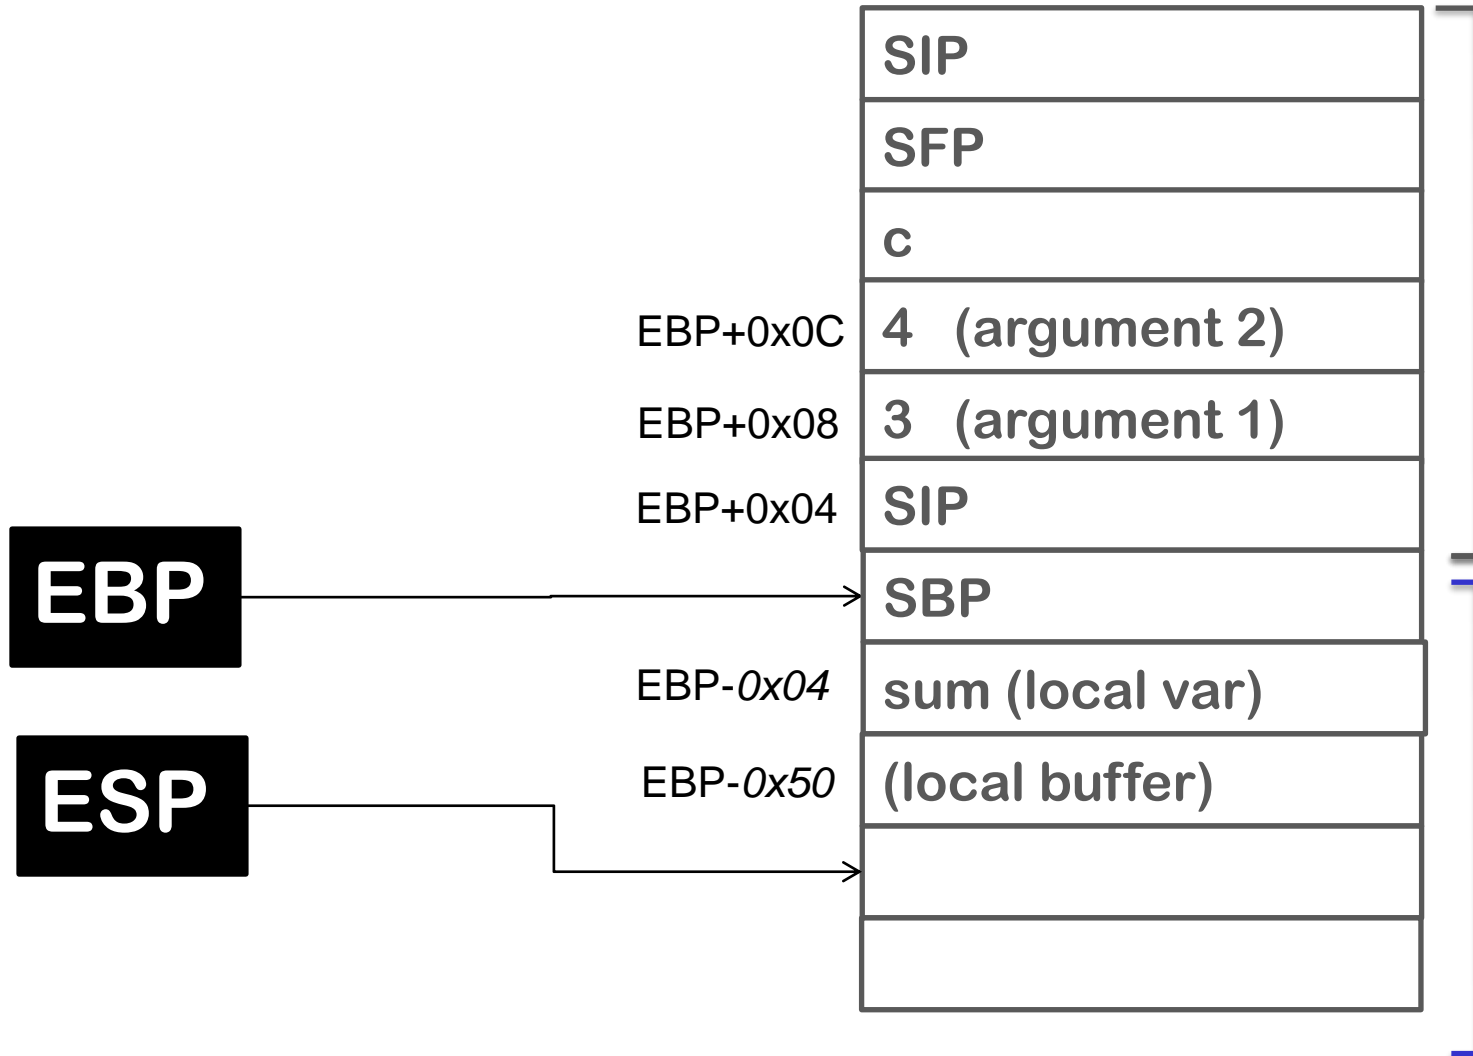 SIP
SFP
c
EBP+0x0C 4 (argument 2)
EBP+0x08 3 (argument 1)
EBP+0x04 SIP
EBP SBP
EBP-0x04 sum (local var)
ESP EBP-0x50 (local buffer)